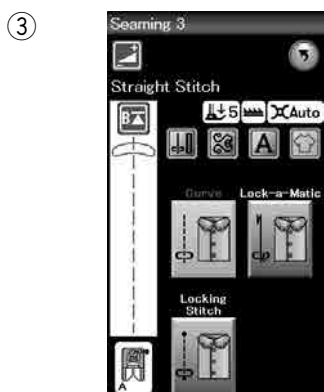 ③
Seaming 3
Straight Stitch
B
5
Auto
A
Curve
Lock-a-Matic
Locking
Stitch
A